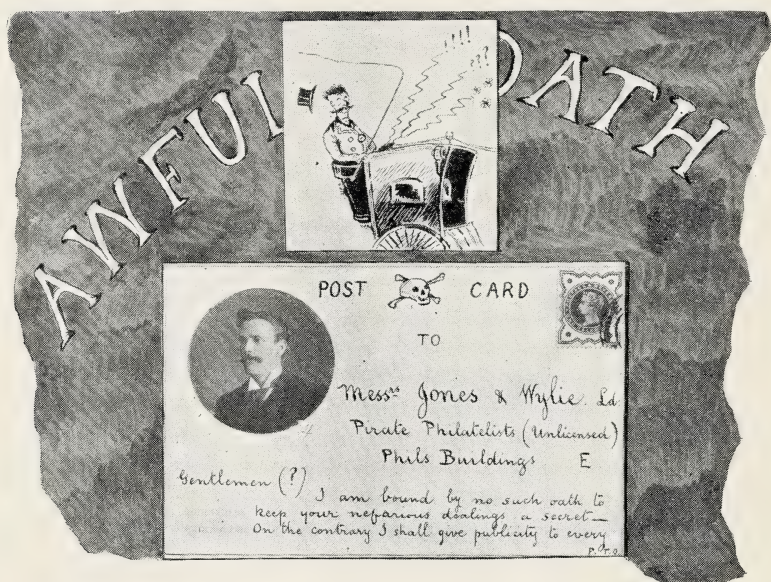 AWFUL OATH
!!!!
??
POST CARD
TO
Messrs Jones & Wylie. Ld
Pirate Philatelists (Unlicensed)
Phils Buildings E
Gentlemen (?)
I am bound by no such oath to
keep your nefarious dealings a secret—
On the contrary I shall give publicity to every
P.T.O.